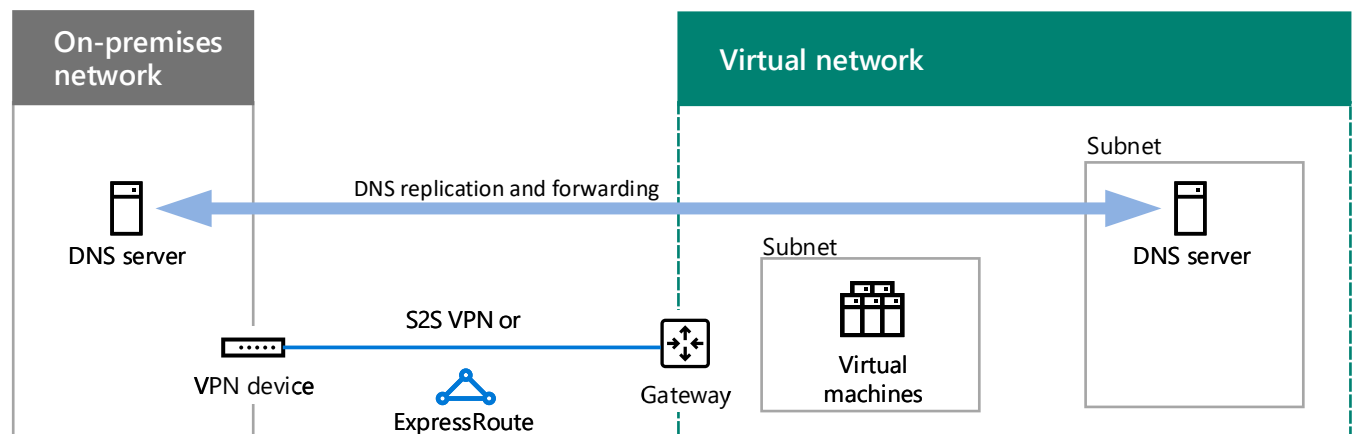 On-premises
network
Virtual network
Subnet
DNS replication and forwarding
DNS server
Subnet
DNS server
S2S VPN or
VPN device
Virtual
machines
Gateway
ExpressRoute